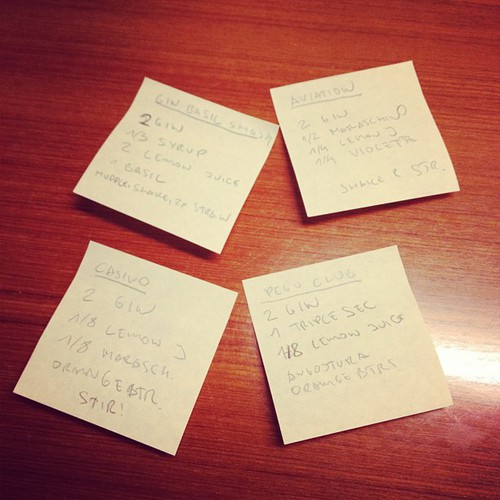 GIN BASIL SMASH
2 GIN
1/3 SYRUP
2 LEMON JUICE
1 BASIL
MUDDLE, SHAKE, 2X STRAIN
AVIATION
2 GIN
1/2 MARASCHINO
1/4 LEMON J
1/4 VIOLETTE
SHAKE & STR.
CASINO
2 GIN
1/8 LEMON J
1/8 MARASCH.
ORANGE BTR.
STIR!
PEGU CLUB
2 GIN
1 TRIPLE SEC
1/8 LEMON JUICE
ANGOSTURA
ORANGE BTRS